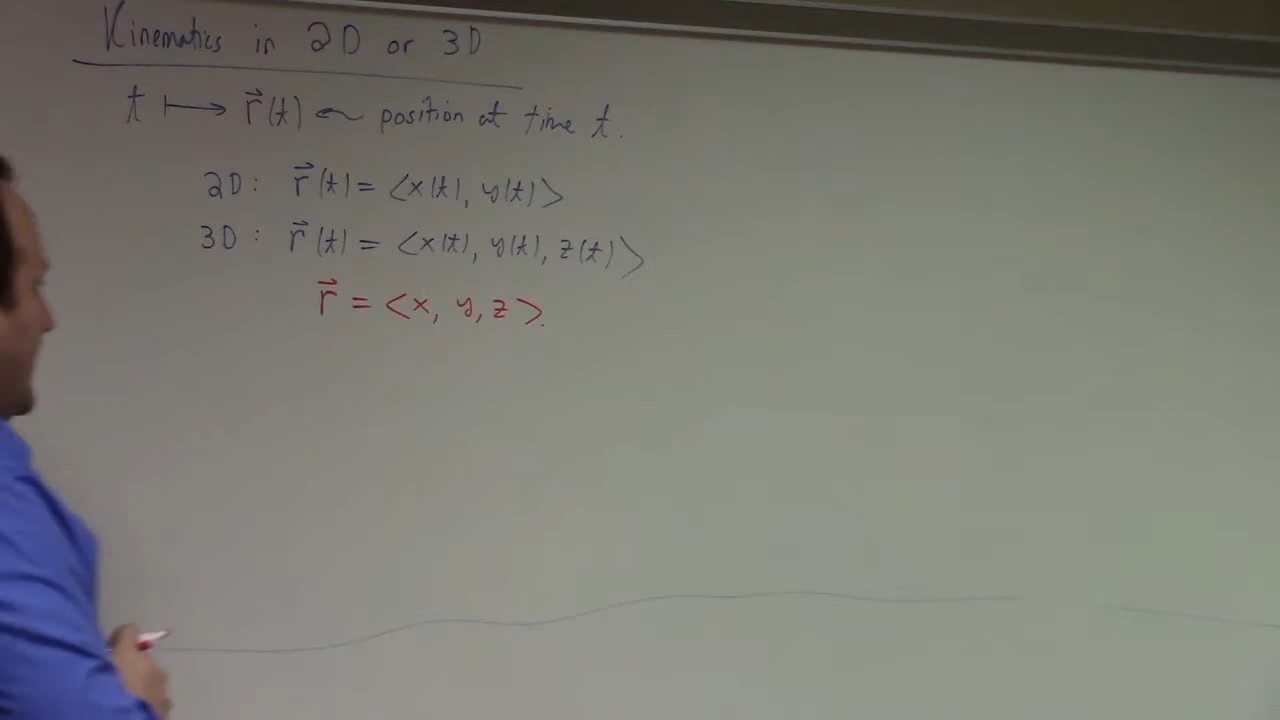 Kinematics in 2D or 3D
t ↦ r⃗(t) ← position at time t.
2D: r⃗(t) = <x(t), y(t)>
3D: r⃗(t) = <x(t), y(t), z(t)>
r⃗ = <x, y, z>.